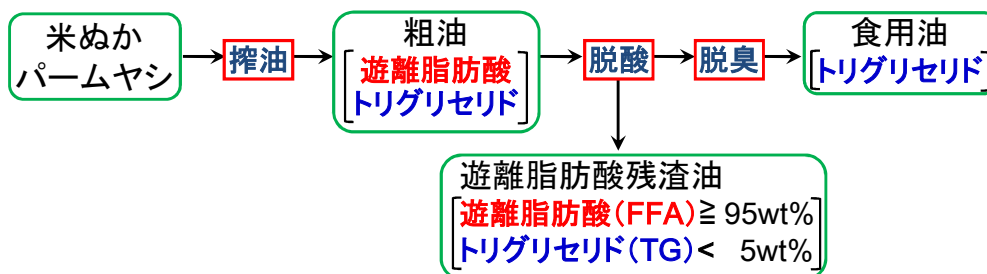 米ぬか
パームヤシ
搾油
粗油
遊離脂肪酸
トリグリセリド
脱酸
脱臭
食用油
トリグリセリド
遊離脂肪酸残渣油
遊離脂肪酸(FFA)≧95wt%
トリグリセリド(TG)< 5wt%